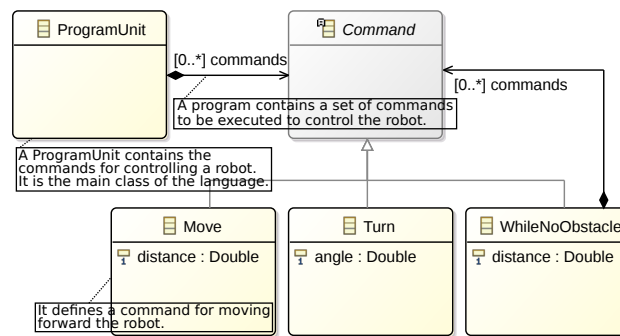 ProgramUnit
Command
[0..*] commands
[0..*] commands
A program contains a set of commands
to be executed to control the robot.
A ProgramUnit contains the
commands for controlling a robot.
It is the main class of the language.
Move
Turn
WhileNoObstacle
distance : Double
angle : Double
distance : Double
It defines a command for moving
forward the robot.